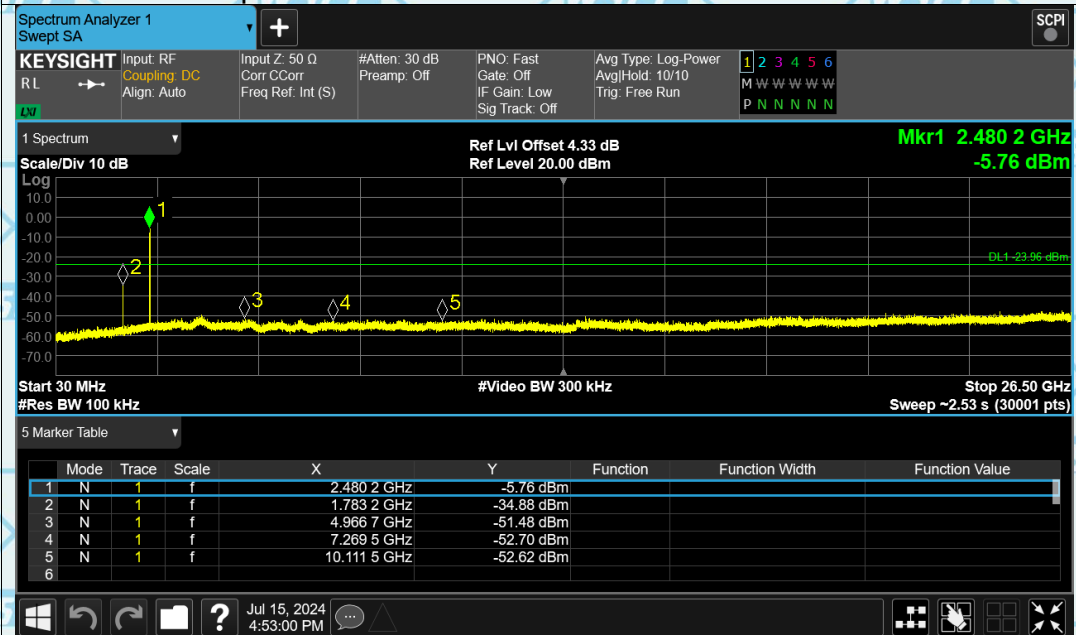 Spectrum Analyzer 1
Swept SA
+
SCPI
KEYSIGHT
RL
LXI
Input: RF
Coupling: DC
Align: Auto
Input Z: 50 Ω
Corr CCorr
Freq Ref: Int (S)
#Atten: 30 dB
Preamp: Off
PNO: Fast
Gate: Off
IF Gain: Low
Sig Track: Off
Avg Type: Log-Power
Avg|Hold: 10/10
Trig: Free Run
1 2 3 4 5 6
M W W W W W
P N N N N N
1 Spectrum
Scale/Div 10 dB
Ref Lvl Offset 4.33 dB
Ref Level 20.00 dBm
Mkr1 2.480 2 GHz
-5.76 dBm
Log
10.0
0.00
-10.0
-20.0
-30.0
-40.0
-50.0
-60.0
-70.0
1
2
3
4
5
DL1 -23.96 dBm
Start 30 MHz
#Video BW 300 kHz
Stop 26.50 GHz
#Res BW 100 kHz
Sweep ~2.53 s (30001 pts)
5 Marker Table
Mode Trace Scale X Y Function Function Width Function Value
1 N 1 f 2.480 2 GHz -5.76 dBm
2 N 1 f 1.783 2 GHz -34.88 dBm
3 N 1 f 4.966 7 GHz -51.48 dBm
4 N 1 f 7.269 5 GHz -52.70 dBm
5 N 1 f 10.111 5 GHz -52.62 dBm
6
?
Jul 15, 2024
4:53:00 PM